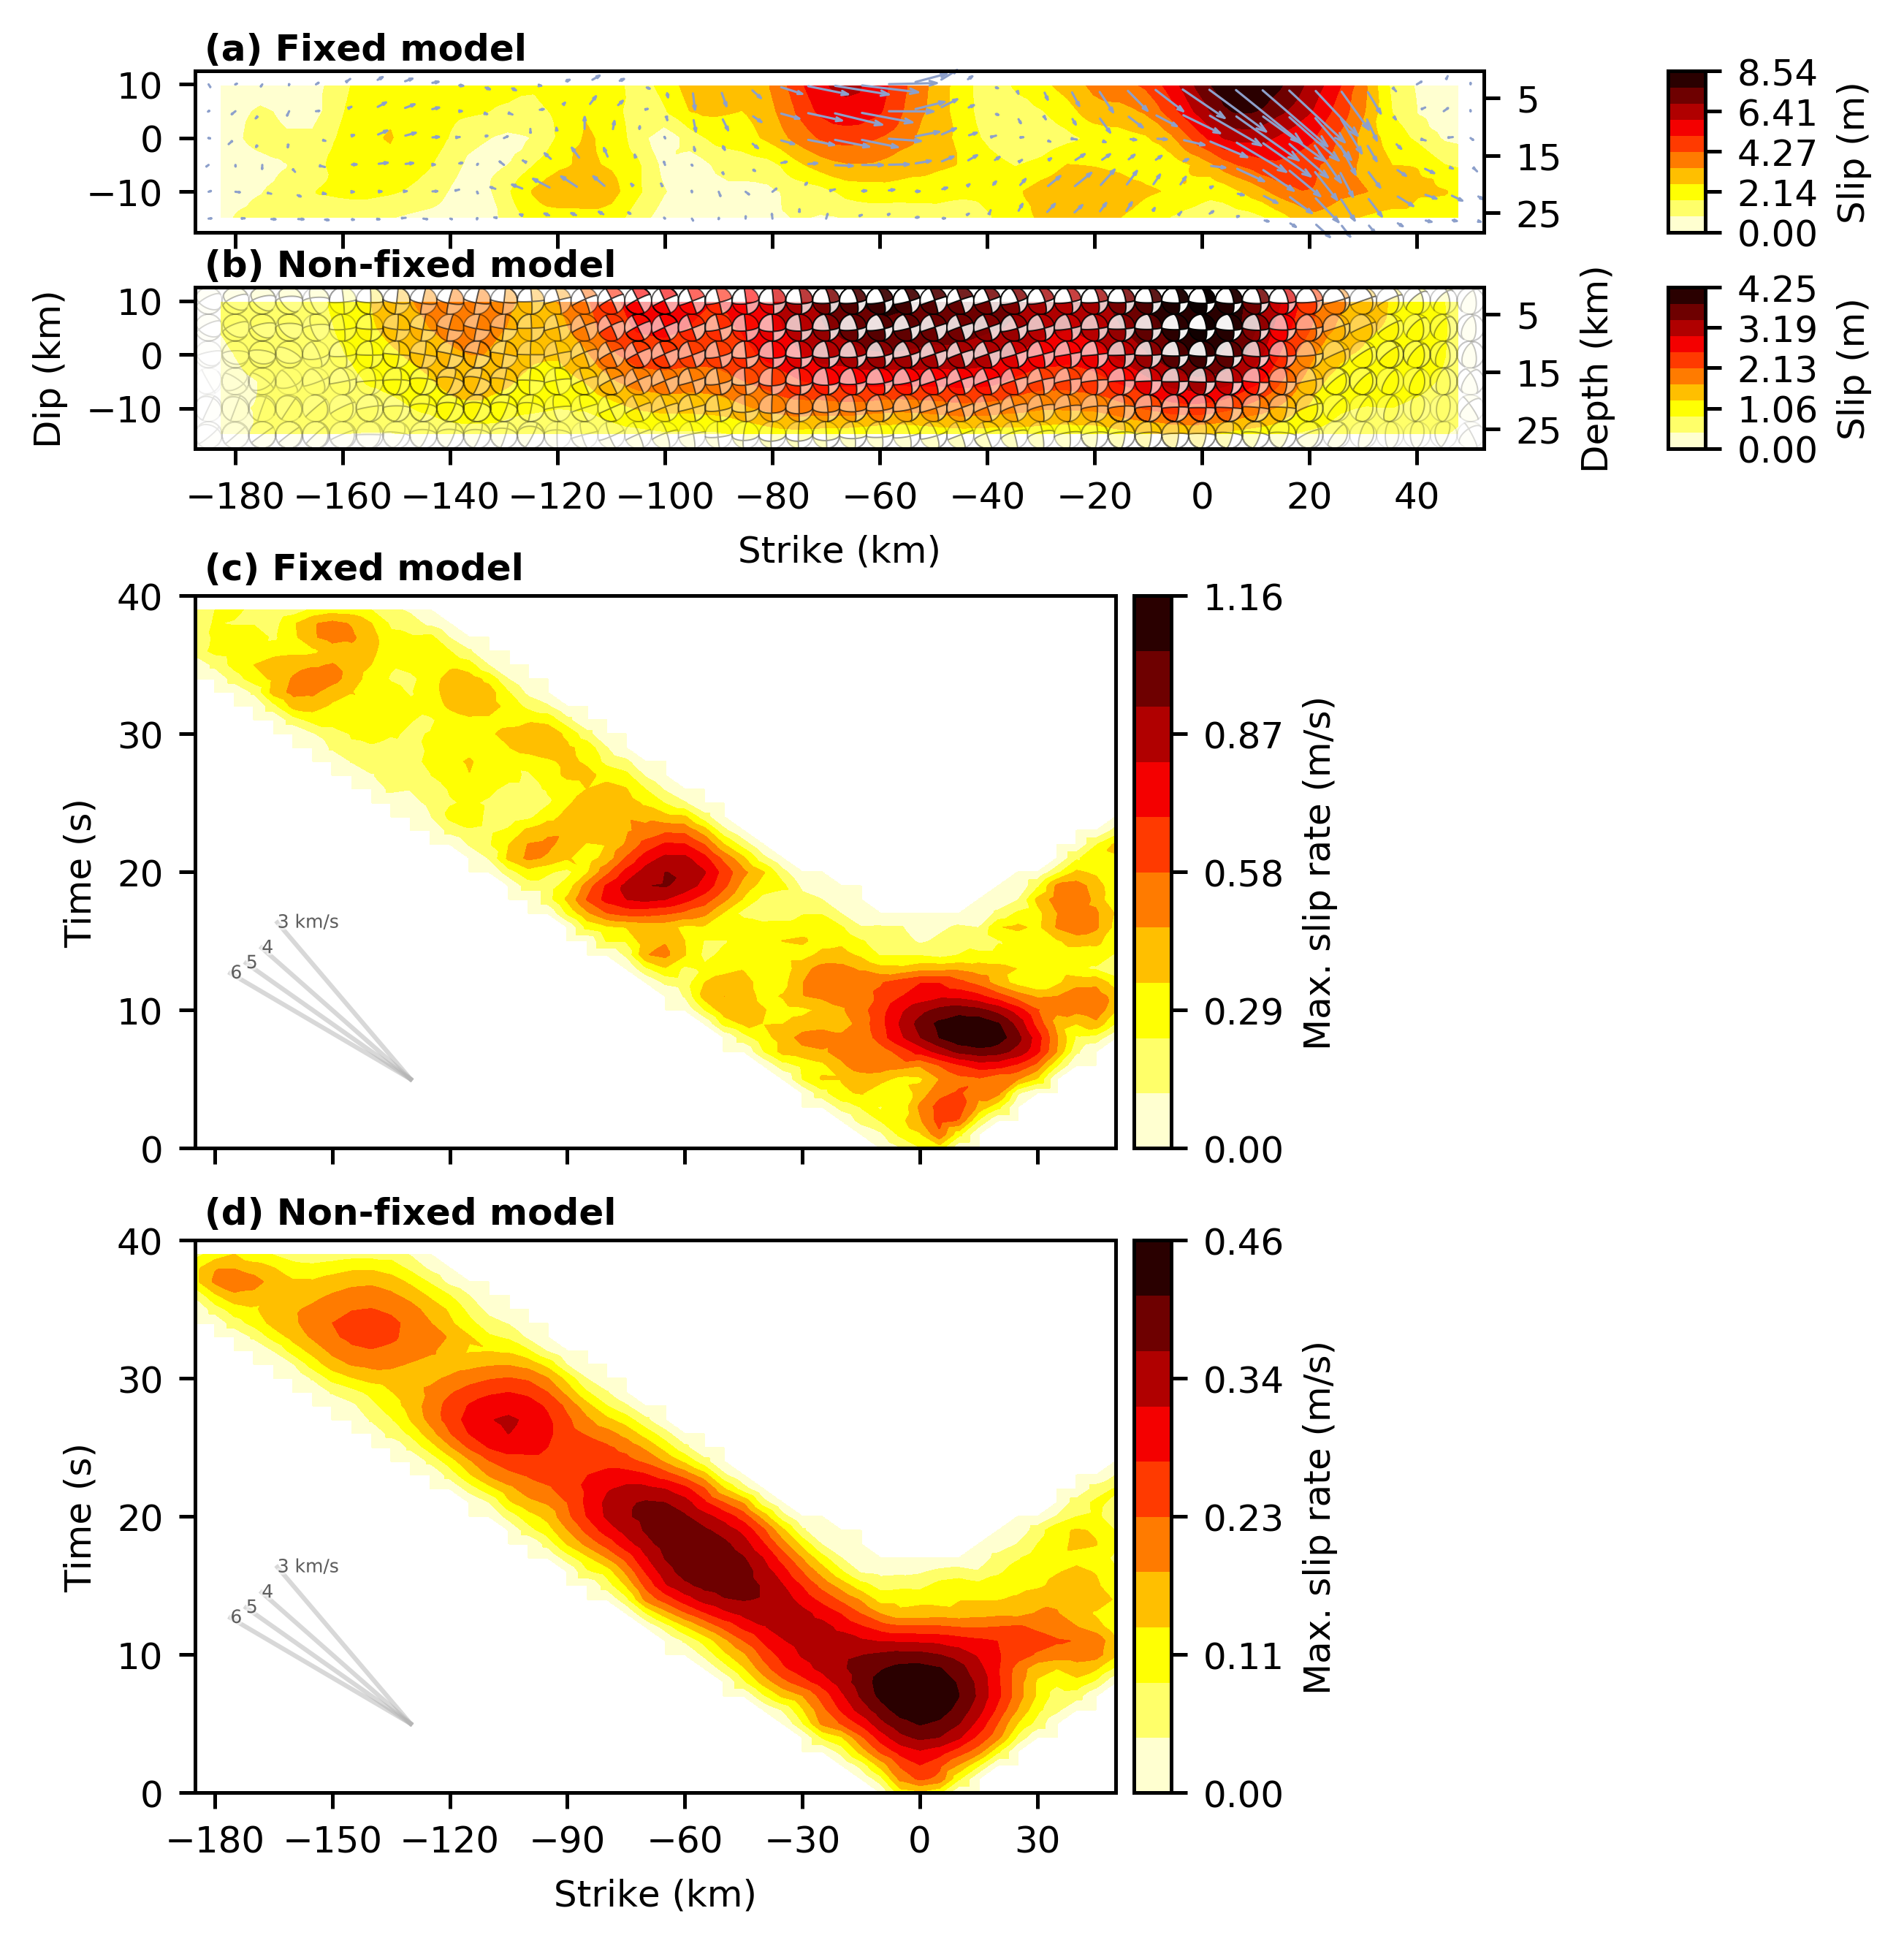 (a) Fixed model
10
0
−10
5
15
25
8.54
6.41
4.27
2.14
0.00
Slip (m)
(b) Non-fixed model
10
0
−10
Dip (km)
5
15
25
Depth (km)
4.25
3.19
2.13
1.06
0.00
Slip (m)
−180 −160 −140 −120 −100 −80 −60 −40 −20 0 20 40
Strike (km)
(c) Fixed model
40
30
20
10
0
Time (s)
3 km/s
4
5
6
1.16
0.87
0.58
0.29
0.00
Max. slip rate (m/s)
(d) Non-fixed model
40
30
20
10
0
Time (s)
3 km/s
4
5
6
0.46
0.34
0.23
0.11
0.00
Max. slip rate (m/s)
−180 −150 −120 −90 −60 −30 0 30
Strike (km)